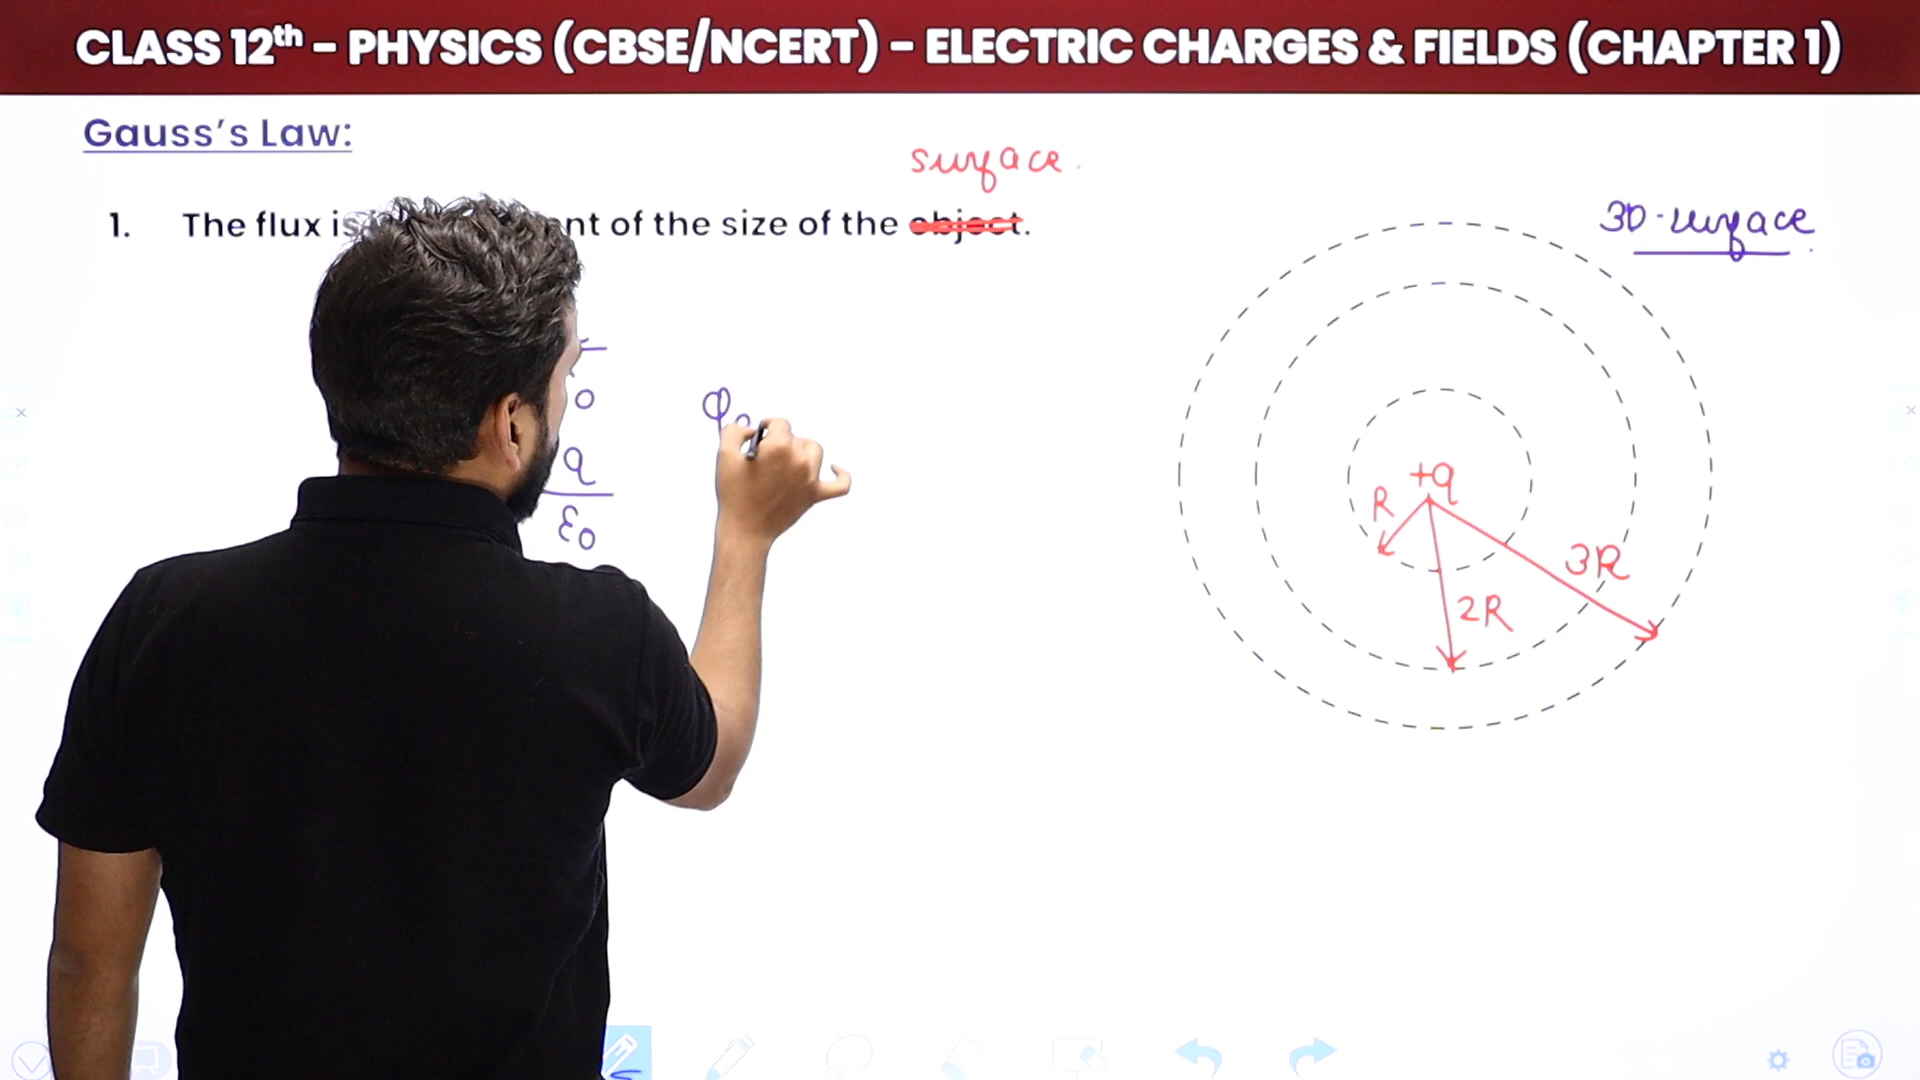 CLASS 12th – PHYSICS (CBSE/NCERT) – ELECTRIC CHARGES & FIELDS (CHAPTER 1)
Gauss's Law:
surface.
1. The flux is nt of the size of the object.
3D-surface
0
q
ε0
φ
+q
R
3R
2R